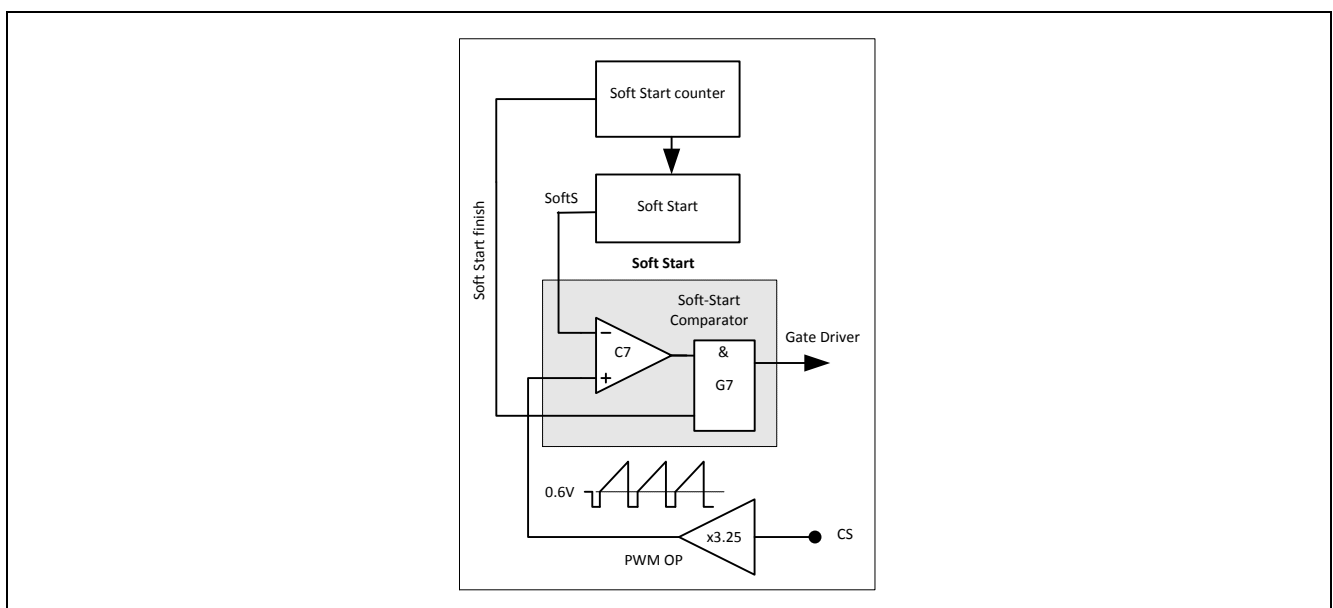 Soft Start counter
SoftS
Soft Start
Soft Start finish
Soft Start
Soft-Start
Comparator
Gate Driver
−
C7
+
&
G7
0.6V
x3.25
CS
PWM OP